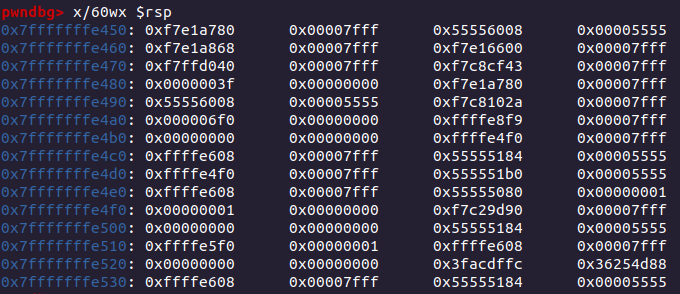 pwndbg> x/60wx $rsp
0x7fffffffe450: 0xf7e1a780 0x00007fff 0x55556008 0x00005555
0x7fffffffe460: 0xf7e1a868 0x00007fff 0xf7e16600 0x00007fff
0x7fffffffe470: 0xf7ffd040 0x00007fff 0xf7c8cf43 0x00007fff
0x7fffffffe480: 0x0000003f 0x00000000 0xf7e1a780 0x00007fff
0x7fffffffe490: 0x55556008 0x00005555 0xf7c8102a 0x00007fff
0x7fffffffe4a0: 0x000006f0 0x00000000 0xffffe8f9 0x00007fff
0x7fffffffe4b0: 0x00000000 0x00000000 0xffffe4f0 0x00007fff
0x7fffffffe4c0: 0xffffe608 0x00007fff 0x55555184 0x00005555
0x7fffffffe4d0: 0xffffe4f0 0x00007fff 0x555551b0 0x00005555
0x7fffffffe4e0: 0xffffe608 0x00007fff 0x55555080 0x00000001
0x7fffffffe4f0: 0x00000001 0x00000000 0xf7c29d90 0x00007fff
0x7fffffffe500: 0x00000000 0x00000000 0x55555184 0x00005555
0x7fffffffe510: 0xffffe5f0 0x00000001 0xffffe608 0x00007fff
0x7fffffffe520: 0x00000000 0x00000000 0x3facdffc 0x36254d88
0x7fffffffe530: 0xffffe608 0x00007fff 0x55555184 0x00005555